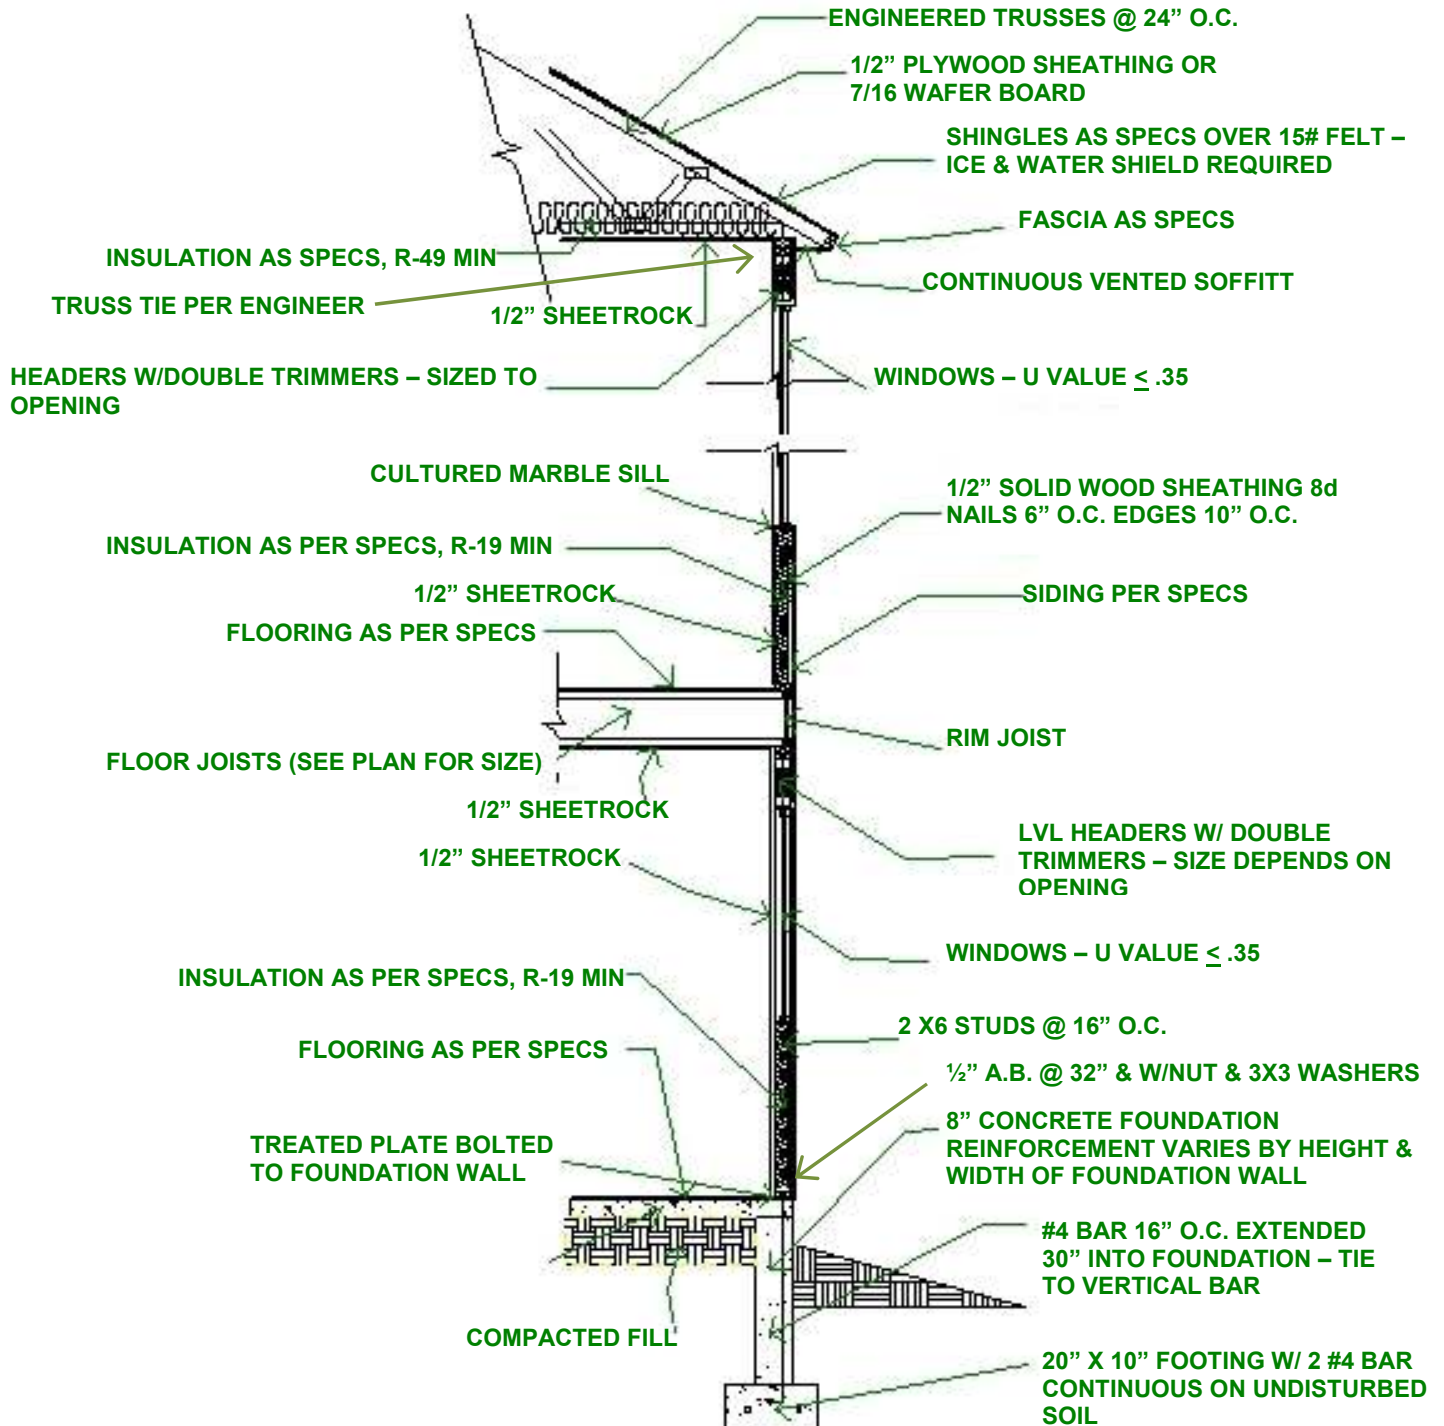 ENGINEERED TRUSSES @ 24” O.C.
1/2” PLYWOOD SHEATHING OR
7/16 WAFER BOARD
SHINGLES AS SPECS OVER 15# FELT –
ICE & WATER SHIELD REQUIRED
FASCIA AS SPECS
INSULATION AS SPECS, R-49 MIN
CONTINUOUS VENTED SOFFITT
TRUSS TIE PER ENGINEER
1/2” SHEETROCK
HEADERS W/DOUBLE TRIMMERS – SIZED TO
OPENING
WINDOWS – U VALUE ≤ .35
CULTURED MARBLE SILL
1/2” SOLID WOOD SHEATHING 8d
NAILS 6” O.C. EDGES 10” O.C.
INSULATION AS PER SPECS, R-19 MIN
1/2” SHEETROCK
SIDING PER SPECS
FLOORING AS PER SPECS
RIM JOIST
FLOOR JOISTS (SEE PLAN FOR SIZE)
1/2” SHEETROCK
LVL HEADERS W/ DOUBLE
TRIMMERS – SIZE DEPENDS ON
OPENING
1/2” SHEETROCK
WINDOWS – U VALUE ≤ .35
INSULATION AS PER SPECS, R-19 MIN
2 X6 STUDS @ 16” O.C.
FLOORING AS PER SPECS
½” A.B. @ 32” & W/NUT & 3X3 WASHERS
8” CONCRETE FOUNDATION
REINFORCEMENT VARIES BY HEIGHT &
WIDTH OF FOUNDATION WALL
TREATED PLATE BOLTED
TO FOUNDATION WALL
#4 BAR 16” O.C. EXTENDED
30” INTO FOUNDATION – TIE
TO VERTICAL BAR
COMPACTED FILL
20” X 10” FOOTING W/ 2 #4 BAR
CONTINUOUS ON UNDISTURBED
SOIL